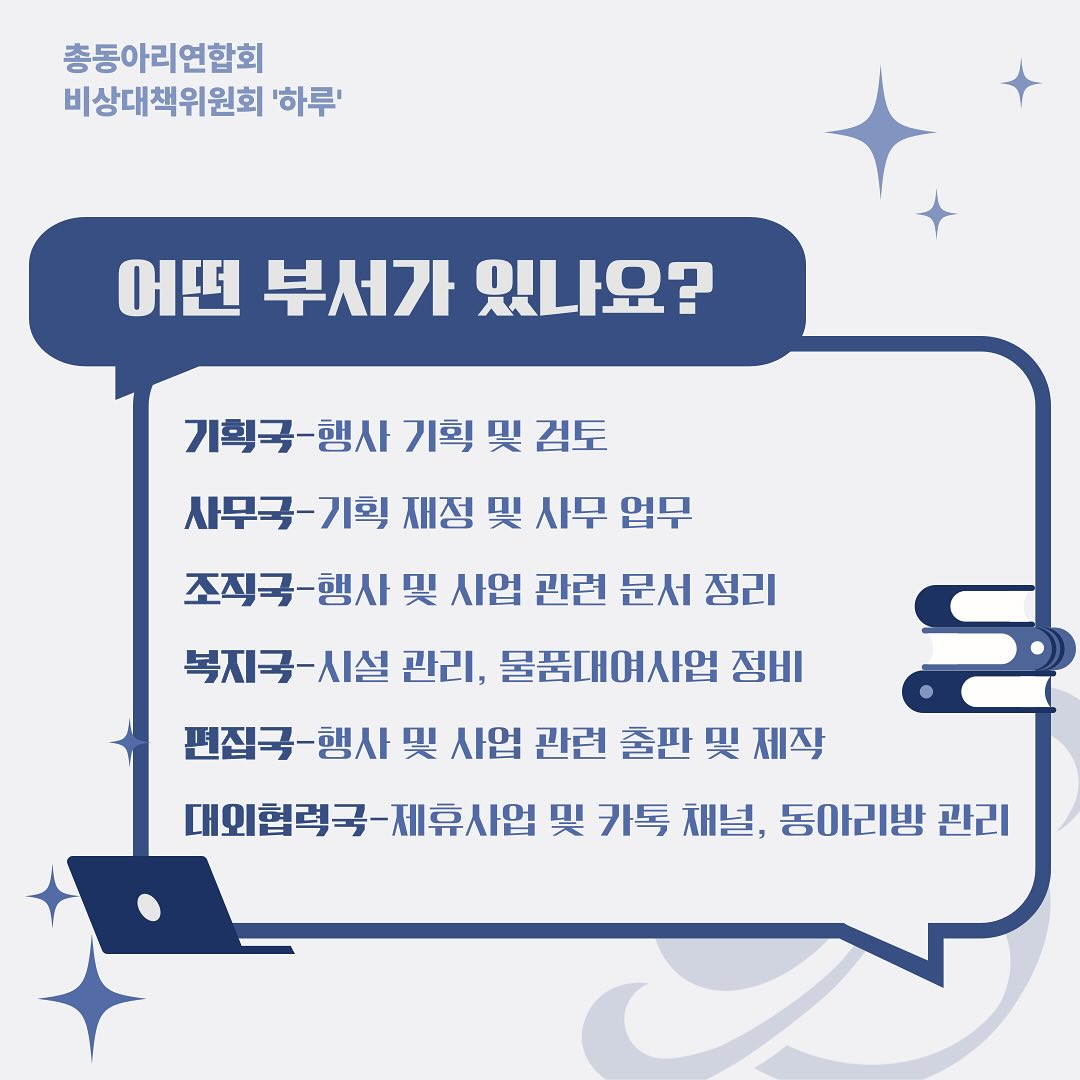 총동아리연합회
비상대책위원회 '하루'
어떤 부서가 있나요?
기획국-행사 기획 및 검토
사무국-기획 재정 및 사무 업무
조직국-행사 및 사업 관련 문서 정리
복지국-시설 관리, 물품대여사업 정비
편집국-행사 및 사업 관련 출판 및 제작
대외협력국-제휴사업 및 카톡 채널, 동아리방 관리